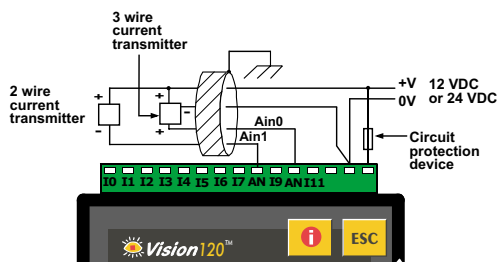 3 wire
current
transmitter
2 wire
current
transmitter
+
-
+
-
+
Ain0
Ain1
+V
0V
12 VDC
or 24 VDC
Circuit
protection
device
I0 I1 I2 I3 I4 I5 I6 I7 AN I9 AN I11
Vision120™
i
ESC